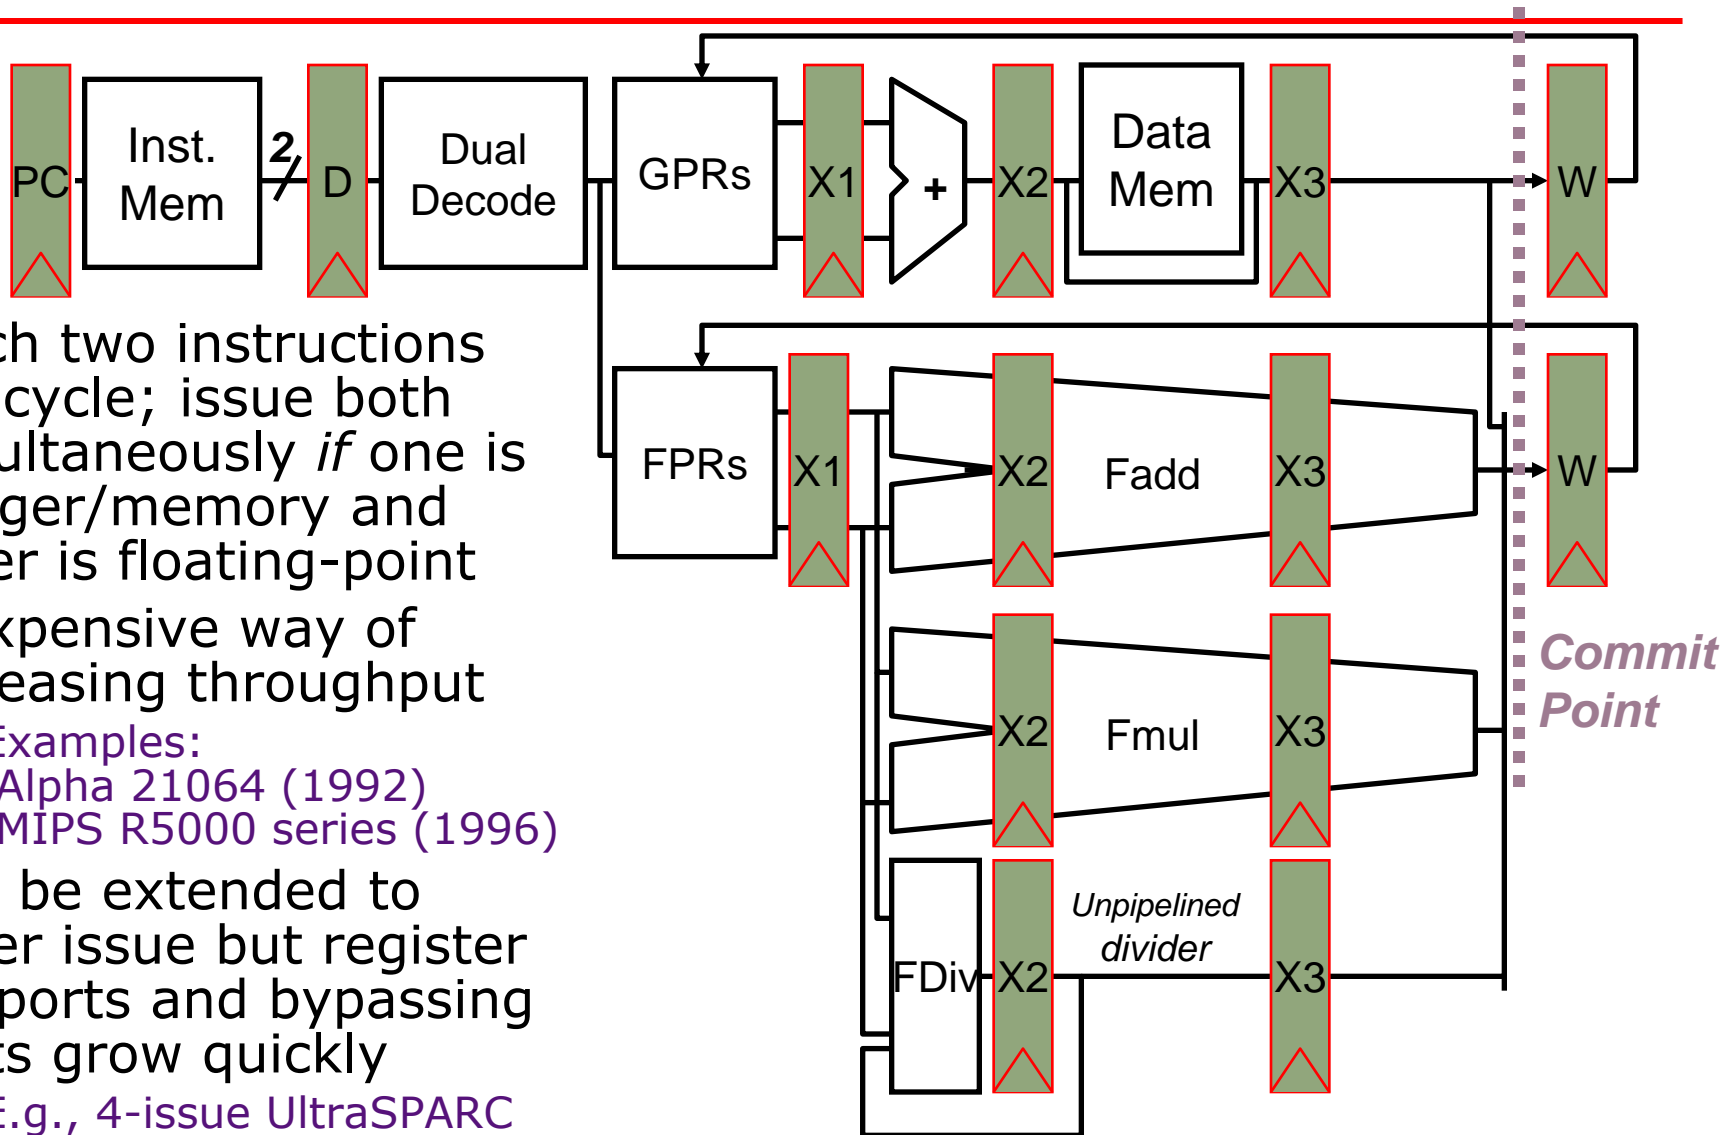 PC
Inst.
Mem
2
D
Dual
Decode
GPRs
X1
+
X2
Data
Mem
X3
W
ch two instructions
cycle; issue both
ultaneously if one is
ger/memory and
er is floating-point
xpensive way of
easing throughput
Examples:
Alpha 21064 (1992)
MIPS R5000 series (1996)
be extended to
er issue but register
ports and bypassing
ts grow quickly
E.g., 4-issue UltraSPARC
FPRs
X1
X2
Fadd
X3
W
X2
Fmul
X3
Commit
Point
FDiv
X2
Unpipelined
divider
X3